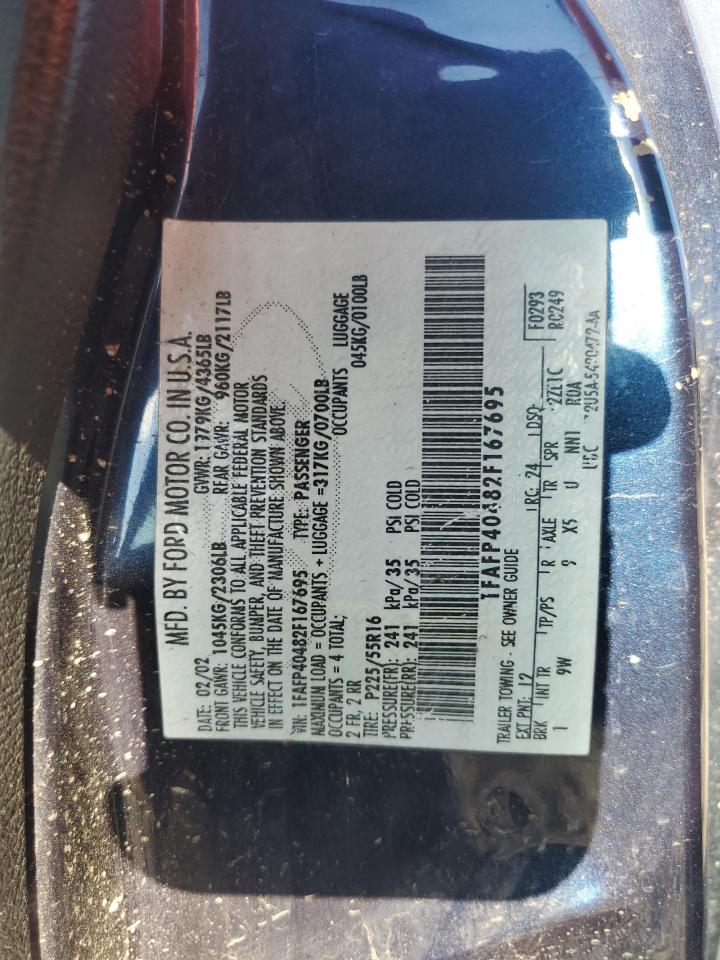 MFD. BY FORD MOTOR CO. IN U.S.A.
DATE: 02/02 GVWR: 1979KG/4365LB
FRONT GAWR: 1045KG/2306LB REAR GAWR: 960KG/2117LB
THIS VEHICLE CONFORMS TO ALL APPLICABLE FEDERAL MOTOR
VEHICLE SAFETY, BUMPER, AND THEFT PREVENTION STANDARDS
IN EFFECT ON THE DATE OF MANUFACTURE SHOWN ABOVE.
VIN: 1FAFP40482F167695 TYPE: PASSENGER
MAXIMUM LOAD = OCCUPANTS + LUGGAGE =317KG/0700LB
OCCUPANTS = 4 TOTAL: OCCUPANTS LUGGAGE
2 FR, 2 RR 045KG/0100LB
TIRE: P225/55R16
PRESSURE(FR): 241 kPa/35 PSI COLD
PRESSURE(RR): 241 kPa/35 PSI COLD
1FAFP40482F167695
TRAILER TOWING - SEE OWNER GUIDE F0293
EXT PNT: 12 RC: 24 DSO: RC249
BRK INT TR TP/PS R AXLE TR SPR
1 9W 9 X5 U NN11 ROA
UBC